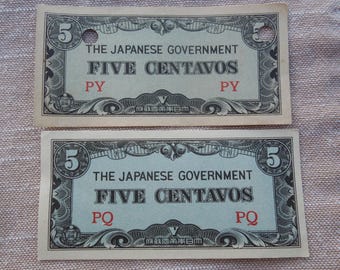 5 5
THE JAPANESE GOVERNMENT
FIVE CENTAVOS
PY PY
V
5 5
THE JAPANESE GOVERNMENT
FIVE CENTAVOS
PQ PQ
V